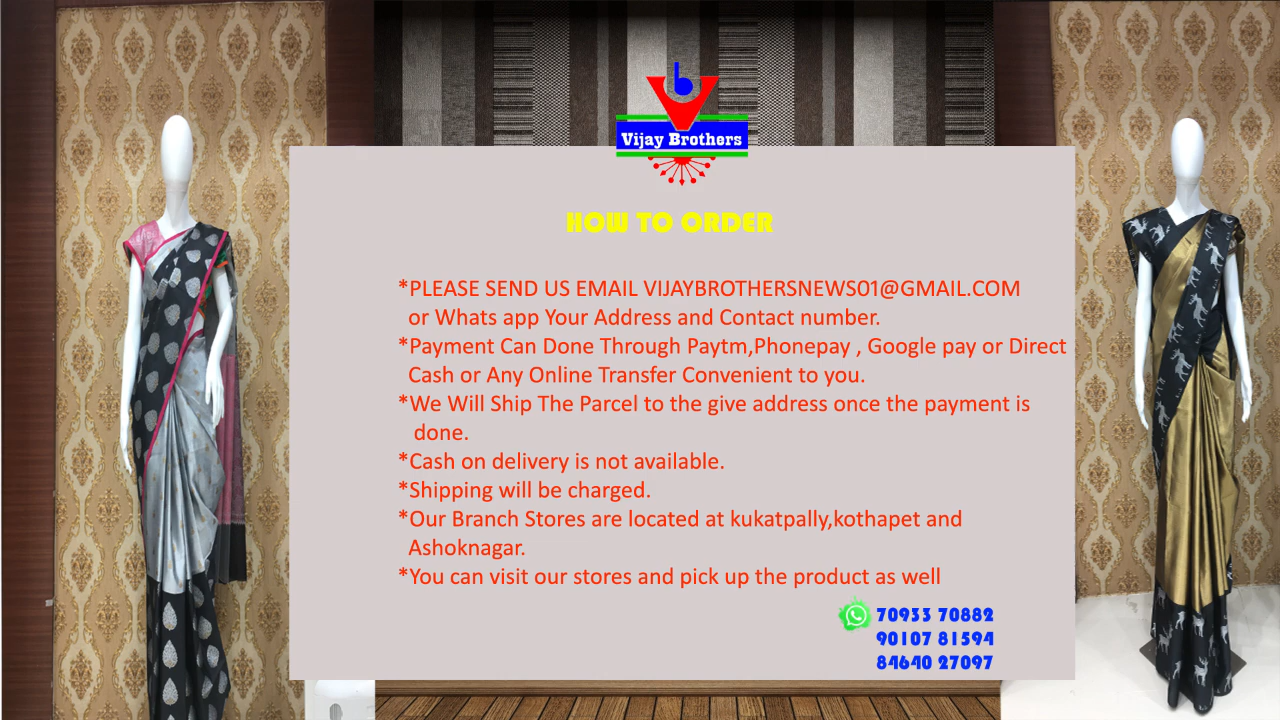 Vijay Brothers
HOW TO ORDER
*PLEASE SEND US EMAIL VIJAYBROTHERSNEWS01@GMAIL.COM
or Whats app Your Address and Contact number.
*Payment Can Done Through Paytm,Phonepay , Google pay or Direct
Cash or Any Online Transfer Convenient to you.
*We Will Ship The Parcel to the give address once the payment is
done.
*Cash on delivery is not available.
*Shipping will be charged.
*Our Branch Stores are located at kukatpally,kothapet and
Ashoknagar.
*You can visit our stores and pick up the product as well
70933 70882
90107 81594
84640 27097